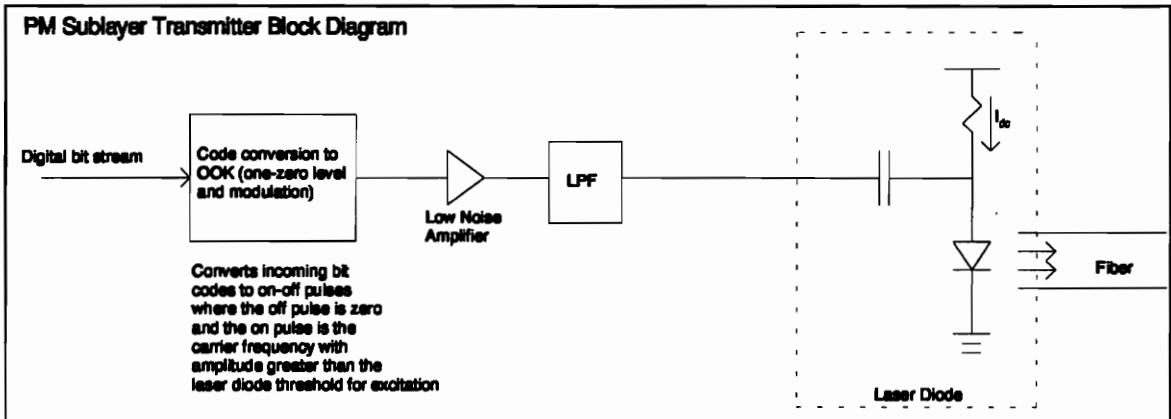 PM Sublayer Transmitter Block Diagram
Digital bit stream
Code conversion to
OOK (one-zero level
and modulation)
Low Noise
Amplifier
LPF
Idc
Fiber
Converts incoming bit
codes to on-off pulses
where the off pulse is zero
and the on pulse is the
carrier frequency with
amplitude greater than the
laser diode threshold for excitation
Laser Diode